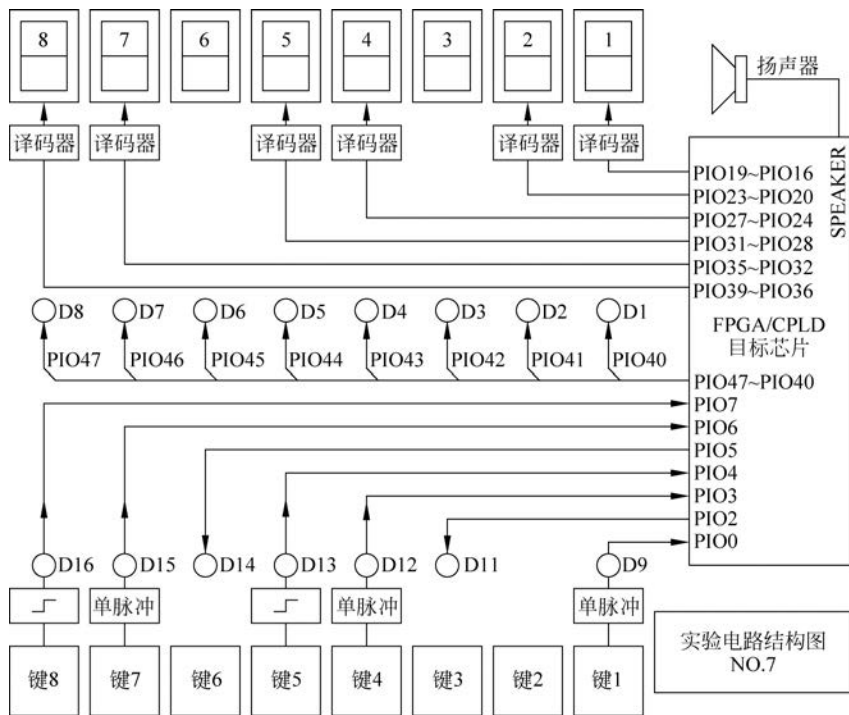 8 7 6 5 4 3 2 1
扬声器
译码器 译码器 译码器 译码器 译码器 译码器
SPEAKER
PIO19~PIO16
PIO23~PIO20
PIO27~PIO24
PIO31~PIO28
PIO35~PIO32
PIO39~PIO36
D8 D7 D6 D5 D4 D3 D2 D1
FPGA/CPLD
目标芯片
PIO47 PIO46 PIO45 PIO44 PIO43 PIO42 PIO41 PIO40
PIO47~PIO40
PIO7
PIO6
PIO5
PIO4
PIO3
PIO2
PIO0
D16 D15 D14 D13 D12 D11 D9
单脉冲 单脉冲 单脉冲
键8 键7 键6 键5 键4 键3 键2 键1
实验电路结构图
NO.7